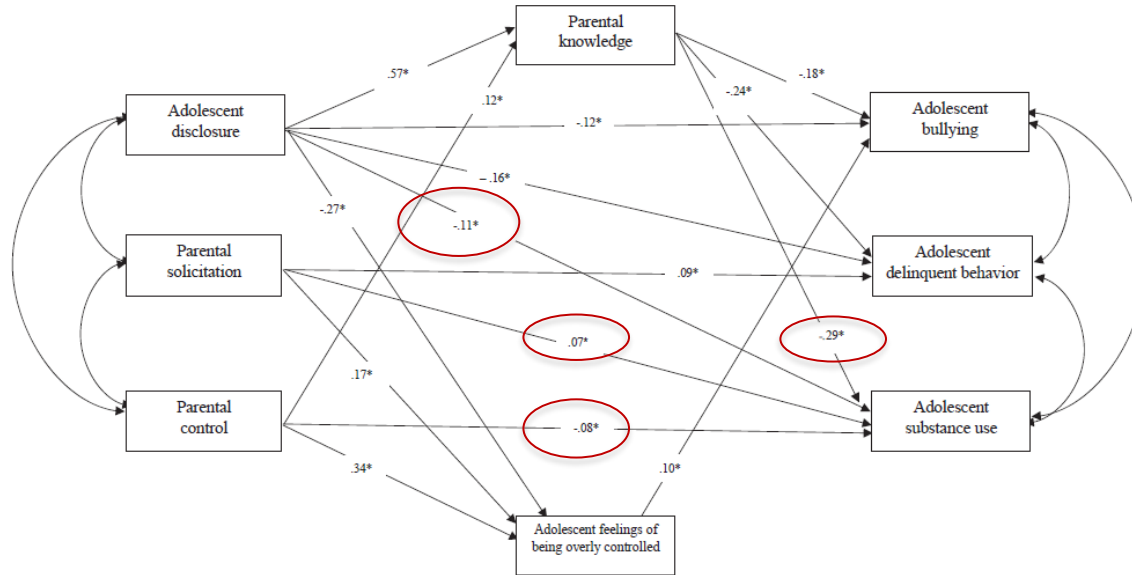 Parental
knowledge
.57*
.12*
-.18*
-.24*
Adolescent
disclosure
-.12*
Adolescent
bullying
– .16*
-.27*
-.11*
Parental
solicitation
.09*
Adolescent
delinquent behavior
.07*
-.29*
.17*
Parental
control
-.08*
Adolescent
substance use
.34*
.10*
Adolescent feelings of
being overly controlled